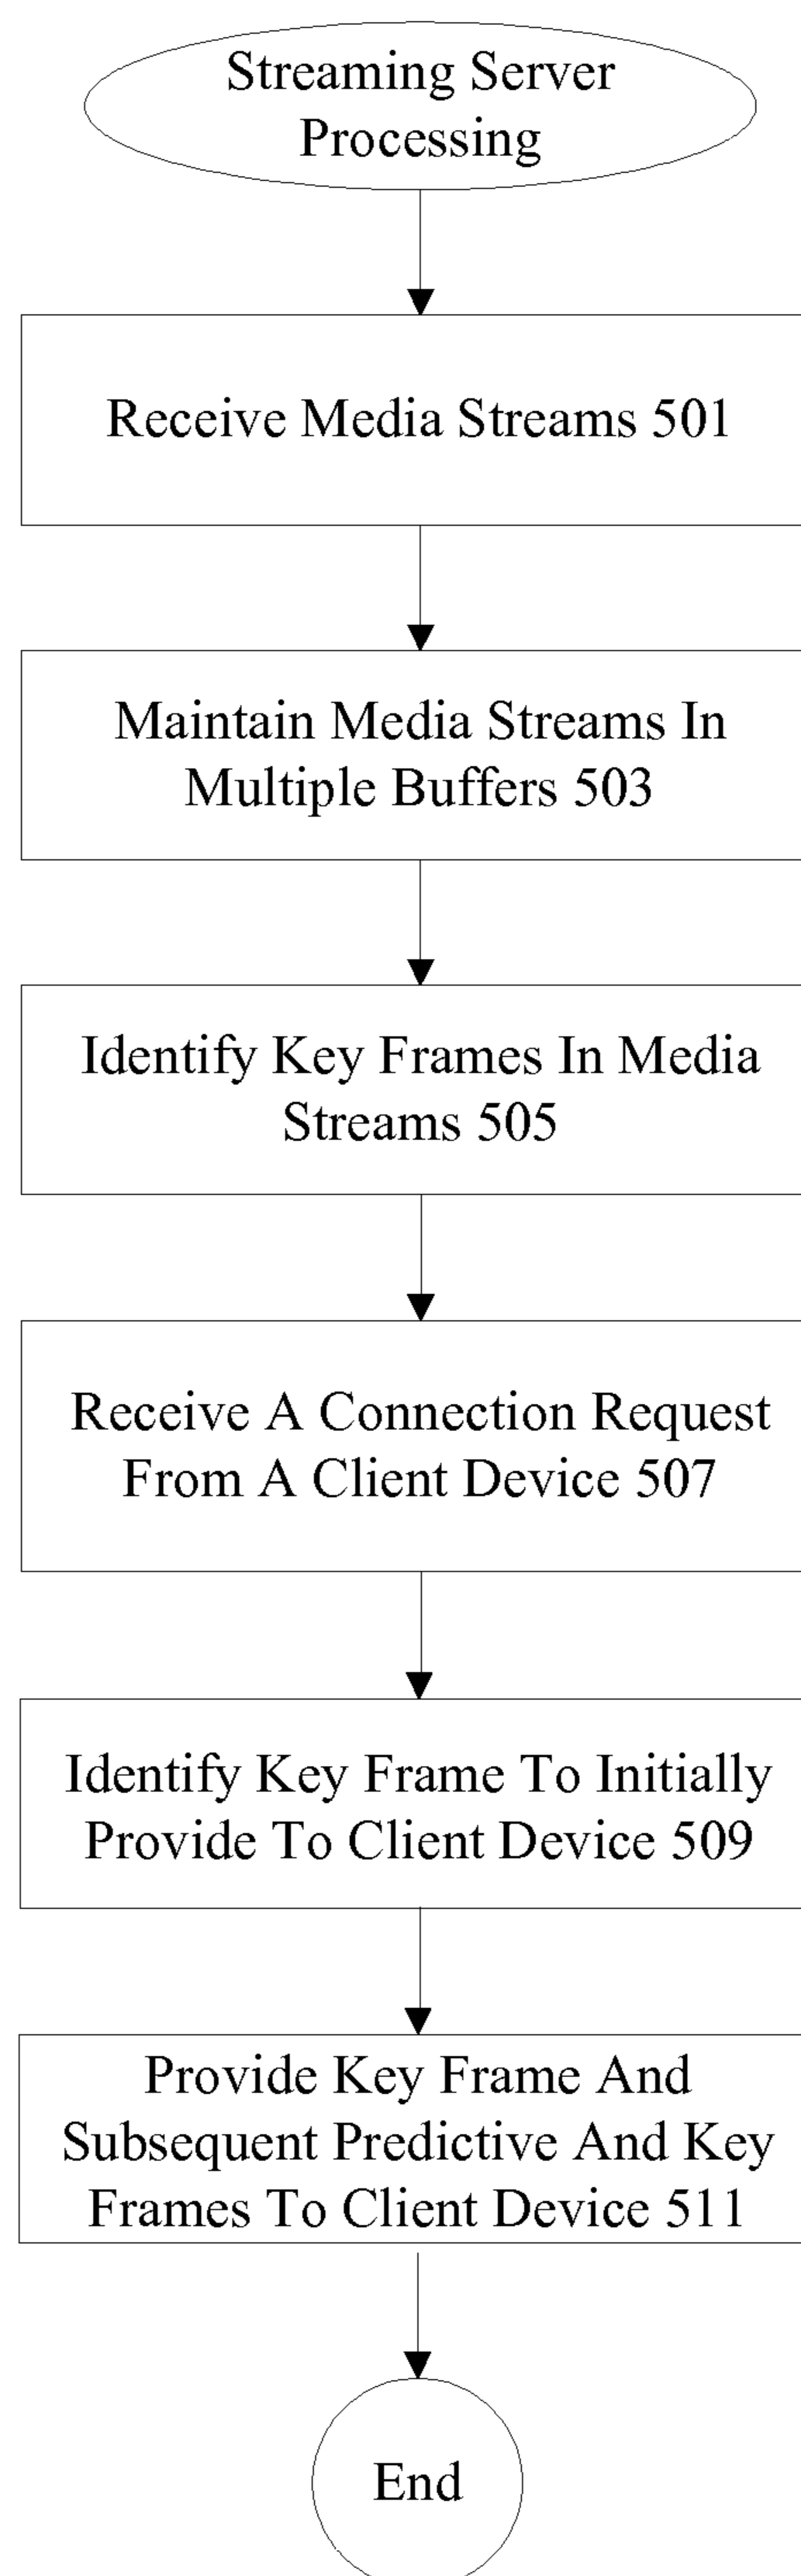 Streaming Server
Processing
Receive Media Streams 501
Maintain Media Streams In
Multiple Buffers 503
Identify Key Frames In Media
Streams 505
Receive A Connection Request
From A Client Device 507
Identify Key Frame To Initially
Provide To Client Device 509
Provide Key Frame And
Subsequent Predictive And Key
Frames To Client Device 511
End